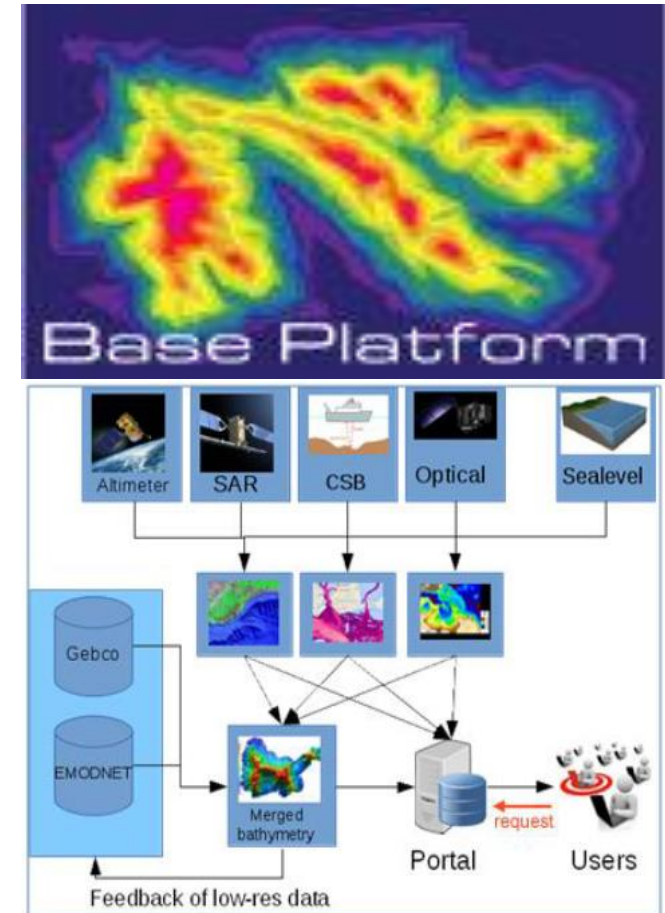 Base Platform
Altimeter
SAR
CSB
Optical
Sealevel
Gebco
EMODNET
Merged
bathymetry
request
Portal
Users
Feedback of low-res data